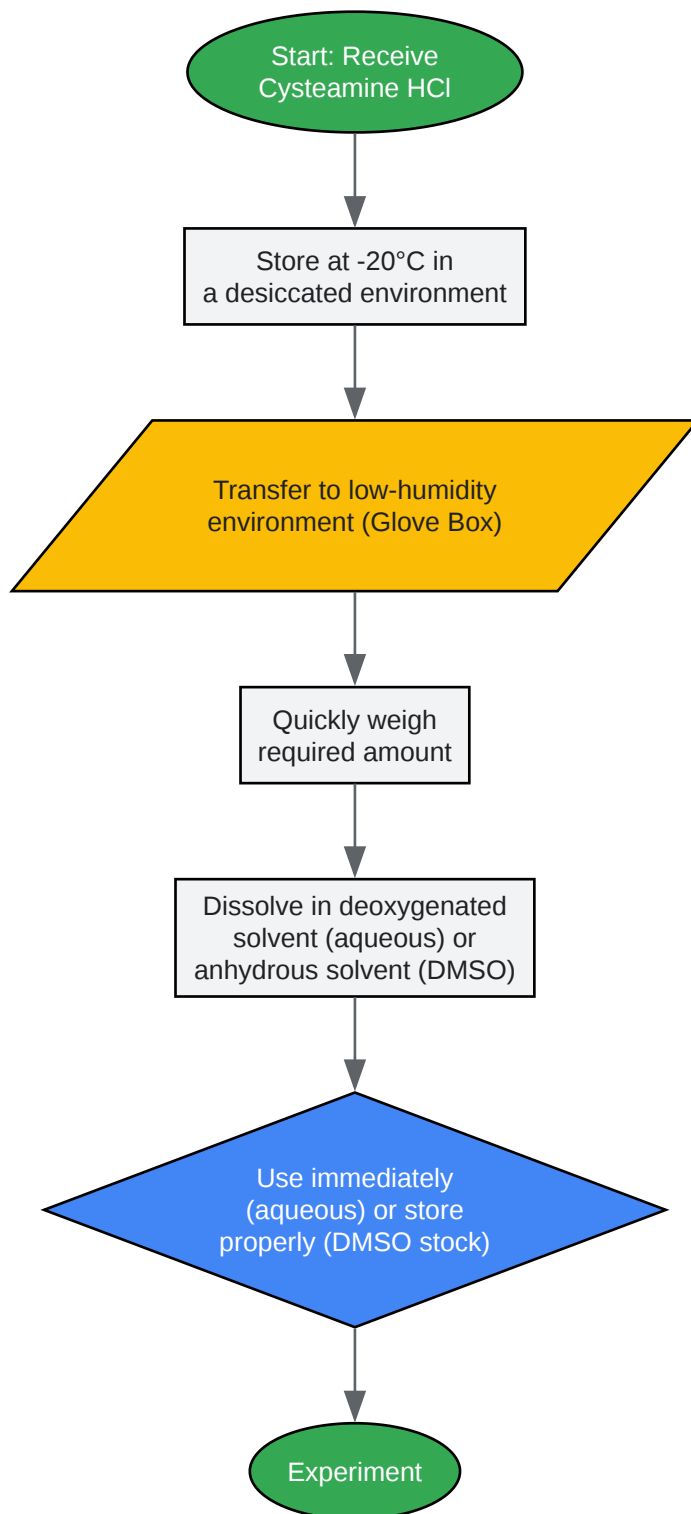 Start: Receive
Cysteamine HCl
Store at -20°C in
a desiccated environment
Transfer to low-humidity
environment (Glove Box)
Quickly weigh
required amount
Dissolve in deoxygenated
solvent (aqueous) or
anhydrous solvent (DMSO)
Use immediately
(aqueous) or store
properly (DMSO stock)
Experiment